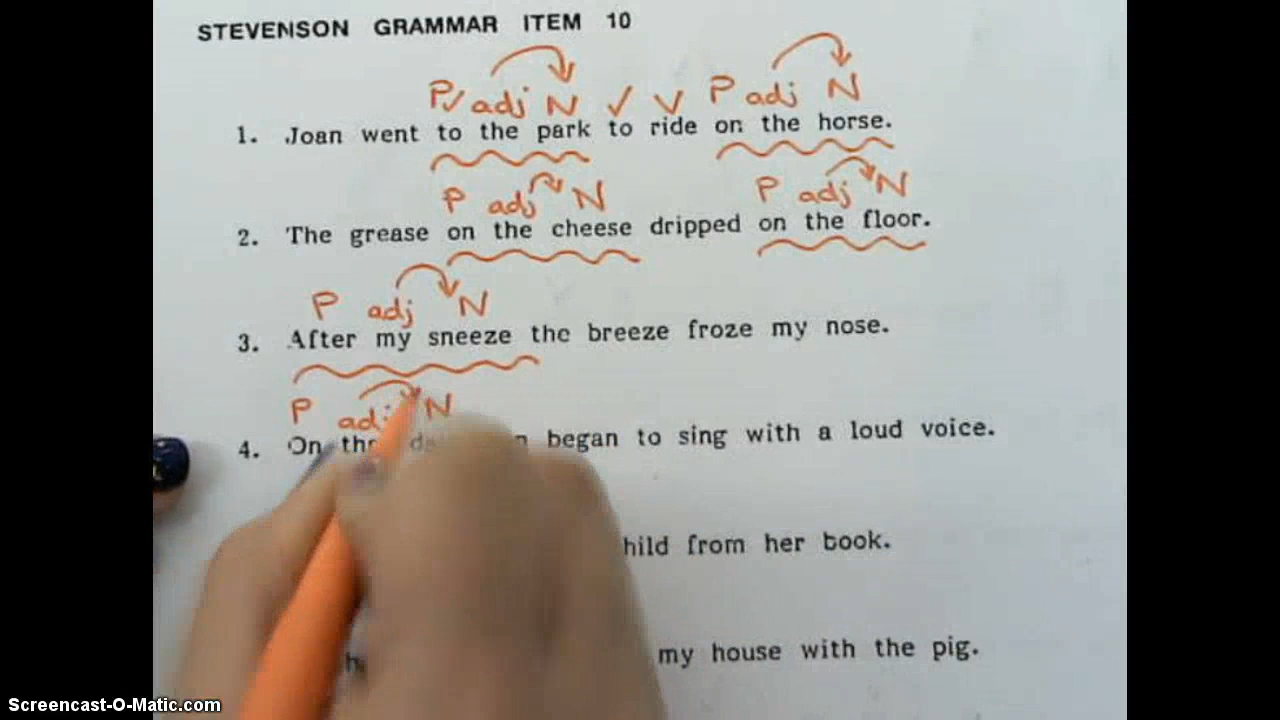 STEVENSON GRAMMAR ITEM 10
P✓ adj N ✓ V P adj N
1. Joan went to the park to ride on the horse.
P adj N P adj N
2. The grease on the cheese dripped on the floor.
P adj N
3. After my sneeze the breeze froze my nose.
P adj N
4. On the began to sing with a loud voice.
from her book.
my house with the pig.
Screencast-O-Matic.com